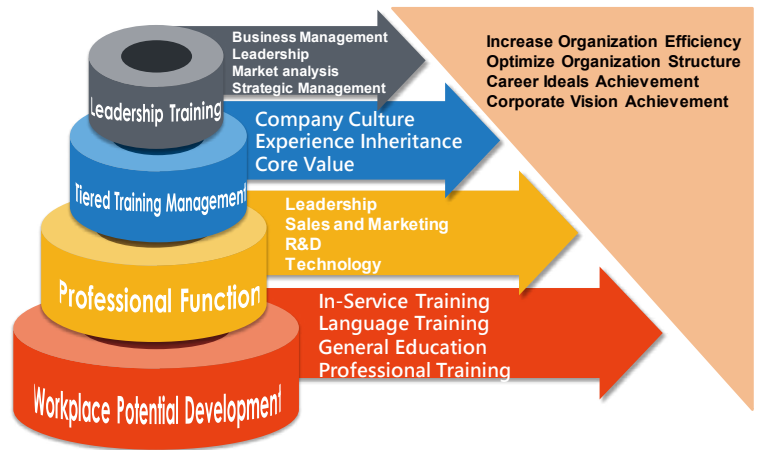 Business Management
Leadership
Market analysis
Strategic Management
Leadership Training
Increase Organization Efficiency
Optimize Organization Structure
Career Ideals Achievement
Corporate Vision Achievement
Company Culture
Experience Inheritance
Core Value
Tiered Training Management
Leadership
Sales and Marketing
R&D
Technology
Professional Function
In-Service Training
Language Training
General Education
Professional Training
Workplace Potential Development